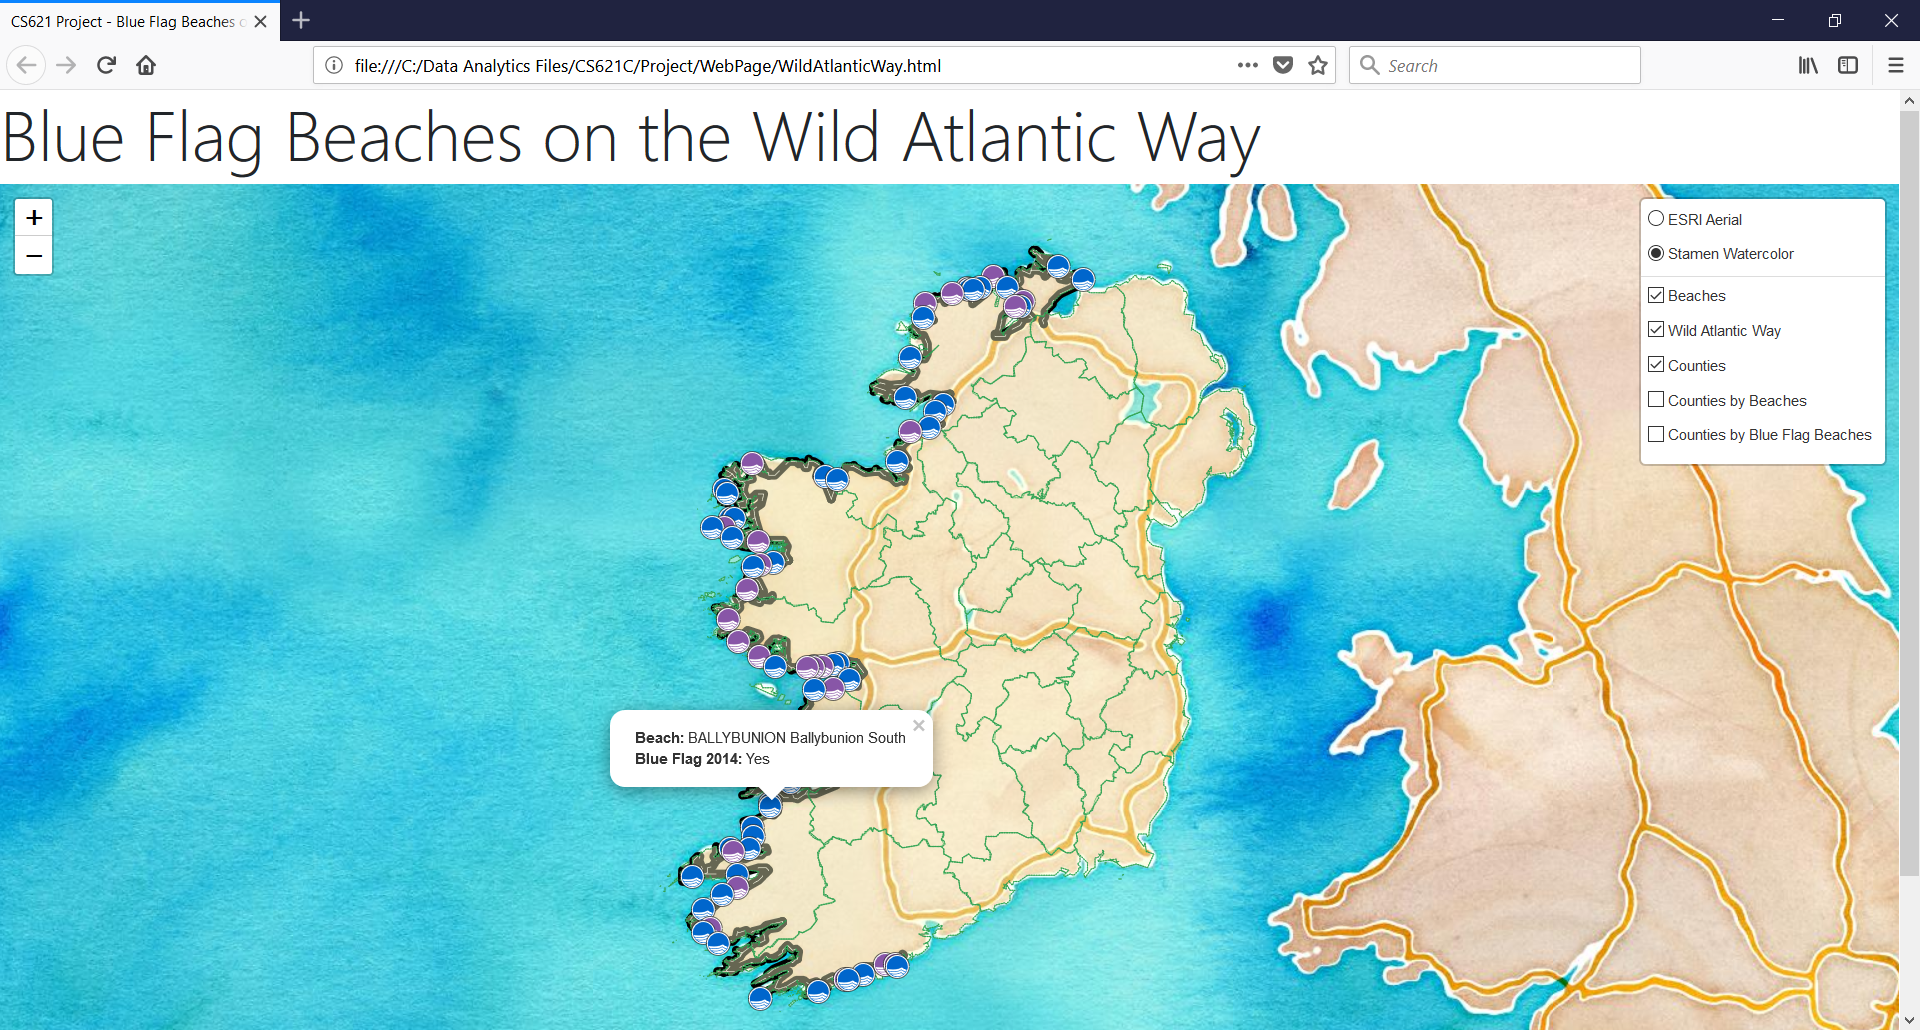 CS621 Project - Blue Flag Beaches
file:///C:/Data Analytics Files/CS621C/Project/WebPage/WildAtlanticWay.html
Search
Blue Flag Beaches on the Wild Atlantic Way
+
−
ESRI Aerial
Stamen Watercolor
Beaches
Wild Atlantic Way
Counties
Counties by Beaches
Counties by Blue Flag Beaches
Beach: BALLYBUNION Ballybunion South
Blue Flag 2014: Yes